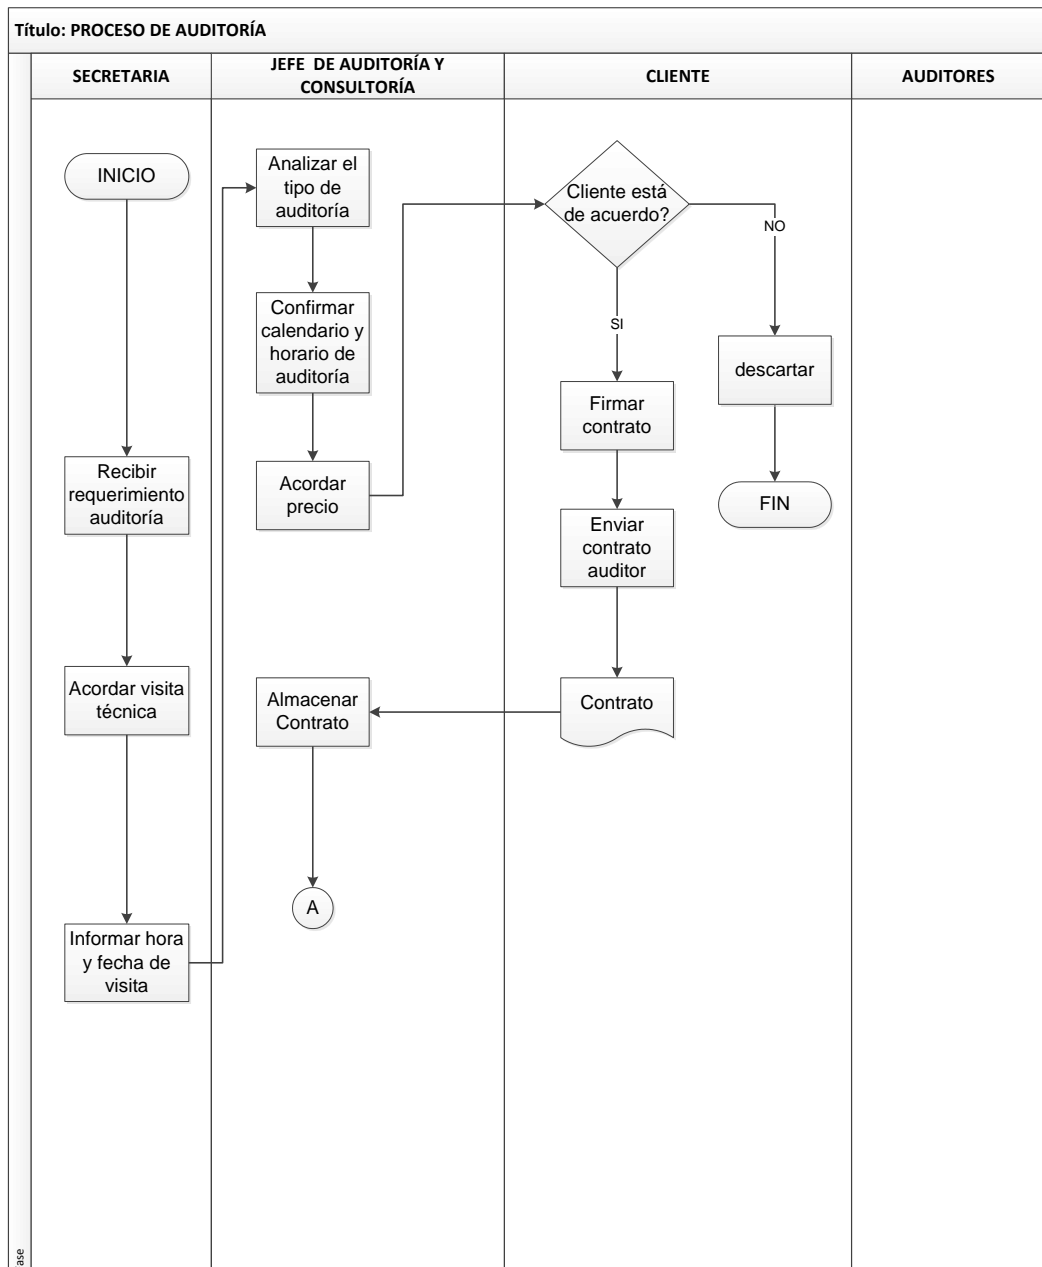 Título: PROCESO DE AUDITORÍA
SECRETARIA
JEFE DE AUDITORÍA Y
CONSULTORÍA
CLIENTE
AUDITORES
INICIO
Recibir
requerimiento
auditoría
Acordar visita
técnica
Informar hora
y fecha de
visita
Analizar el
tipo de
auditoría
Confirmar
calendario y
horario de
auditoría
Acordar
precio
Cliente está
de acuerdo?
NO
SI
descartar
FIN
Firmar
contrato
Enviar
contrato
auditor
Contrato
Almacenar
Contrato
A